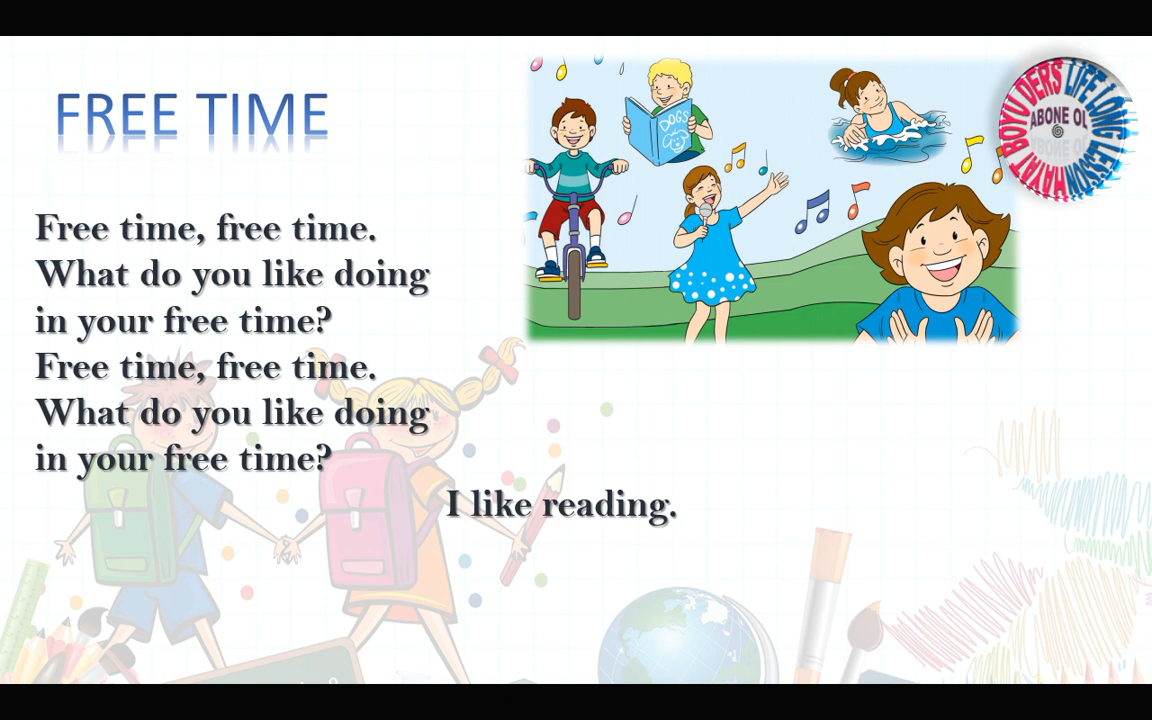 FREE TIME
Free time, free time.
What do you like doing
in your free time?
Free time, free time.
What do you like doing
in your free time?
I like reading.
DOGS
HAYAT BOYU DERS LIFE LONG LESSON
ABONE OL